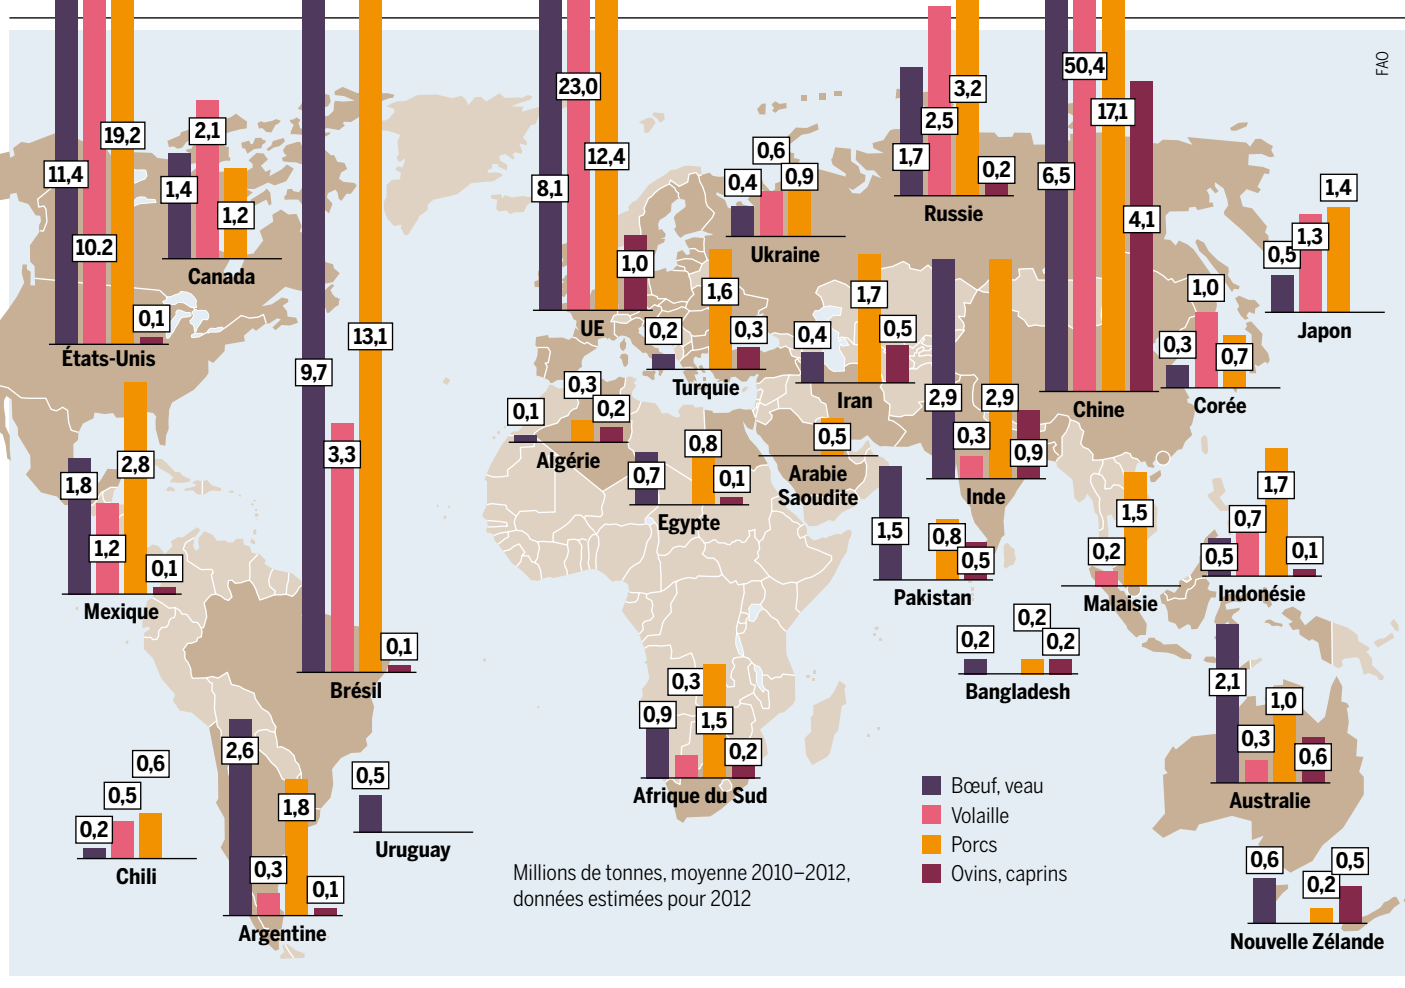 FAO
11,4
10.2
19,2
0,1
États-Unis
1,4
2,1
1,2
Canada
1,8
1,2
2,8
0,1
Mexique
9,7
3,3
13,1
0,1
Brésil
0,2
0,5
0,6
Chili
2,6
0,3
1,8
0,1
Argentine
0,5
Uruguay
8,1
23,0
12,4
1,0
UE
0,4
0,6
0,9
Ukraine
1,7
2,5
3,2
0,2
Russie
0,2
1,6
0,3
Turquie
0,4
1,7
0,5
Iran
0,1
0,3
0,2
Algérie
0,7
0,8
0,1
Egypte
0,5
Arabie
Saoudite
2,9
0,3
2,9
0,9
Inde
6,5
50,4
17,1
4,1
Chine
0,3
1,0
0,7
Corée
0,5
1,3
1,4
Japon
1,5
0,8
0,5
Pakistan
0,2
0,2
0,2
Bangladesh
0,2
1,5
Malaisie
0,5
0,7
1,7
0,1
Indonésie
0,9
0,3
1,5
0,2
Afrique du Sud
2,1
0,3
1,0
0,6
Australie
0,6
0,2
0,5
Nouvelle Zélande
Bœuf, veau
Volaille
Porcs
Ovins, caprins
Millions de tonnes, moyenne 2010–2012,
données estimées pour 2012